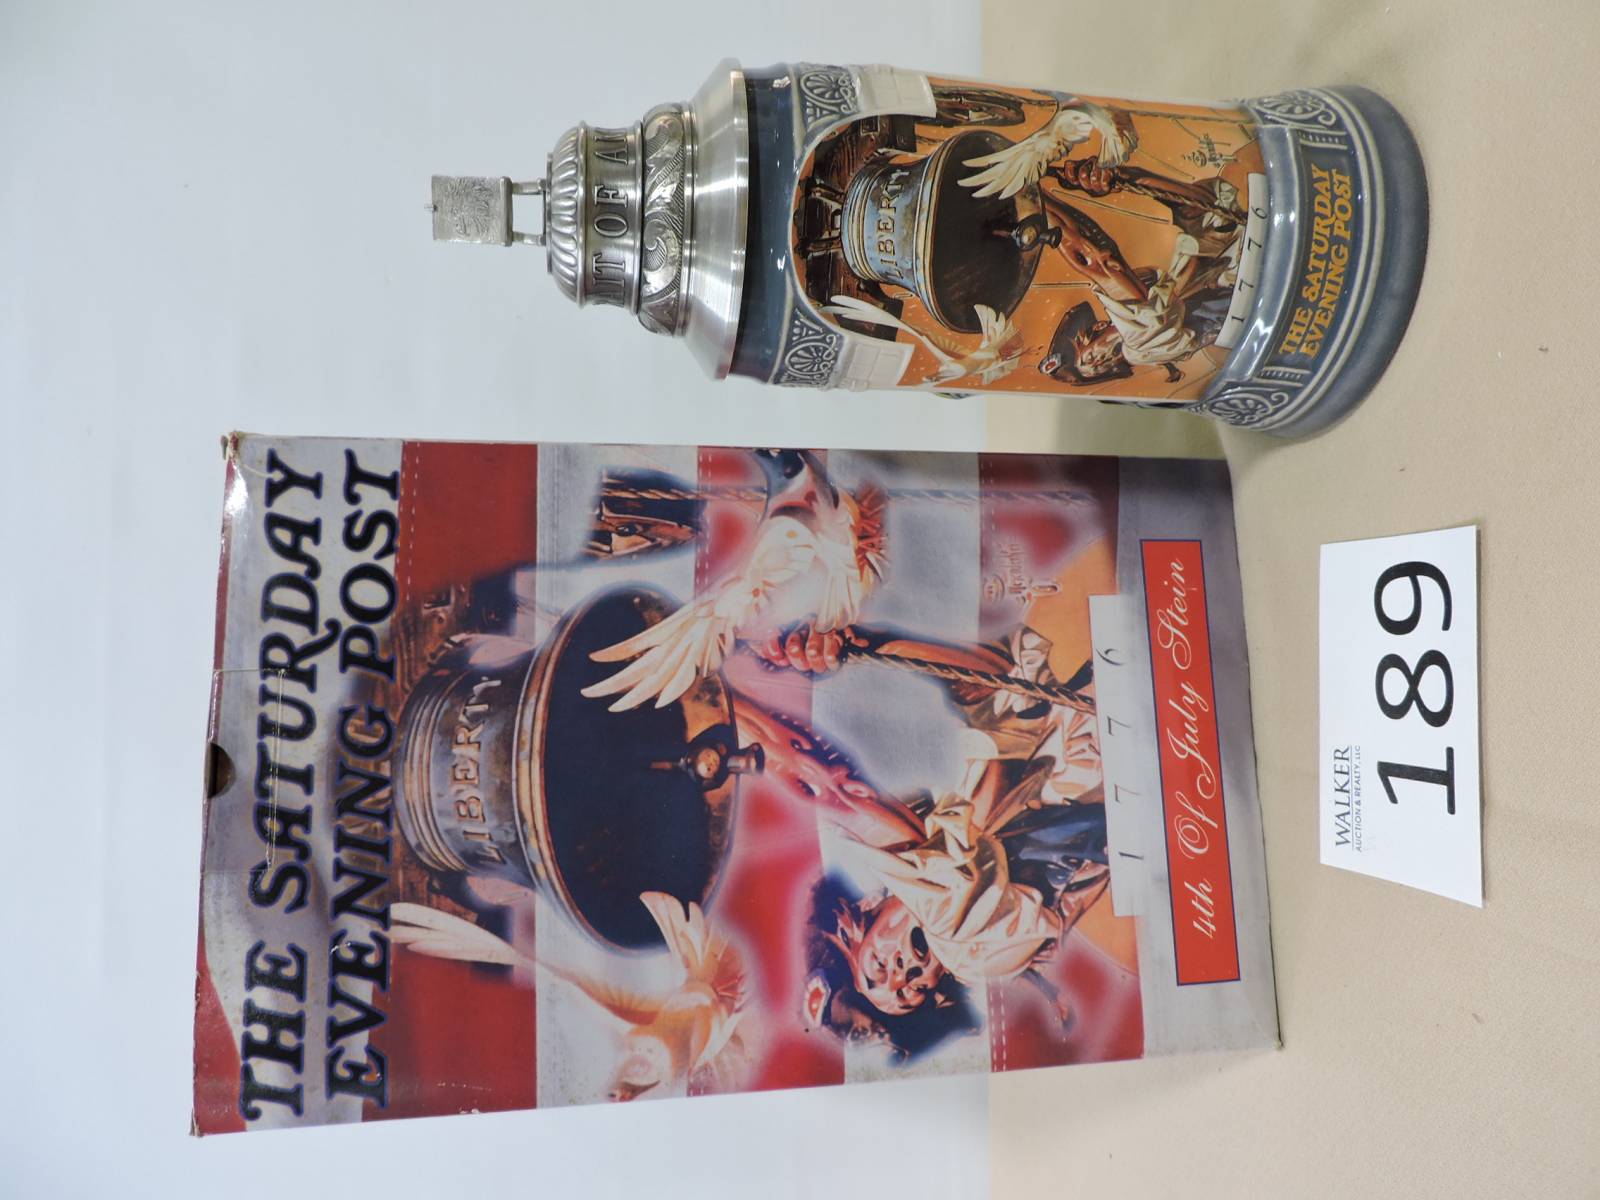 THE SATURDAY
EVENING POST
LIBERTY
1776
4th Of July Stein
OF
LIBERTY
1776
THE SATURDAY
EVENING POST
WALKER
AUCTION & REALTY, LLC
189